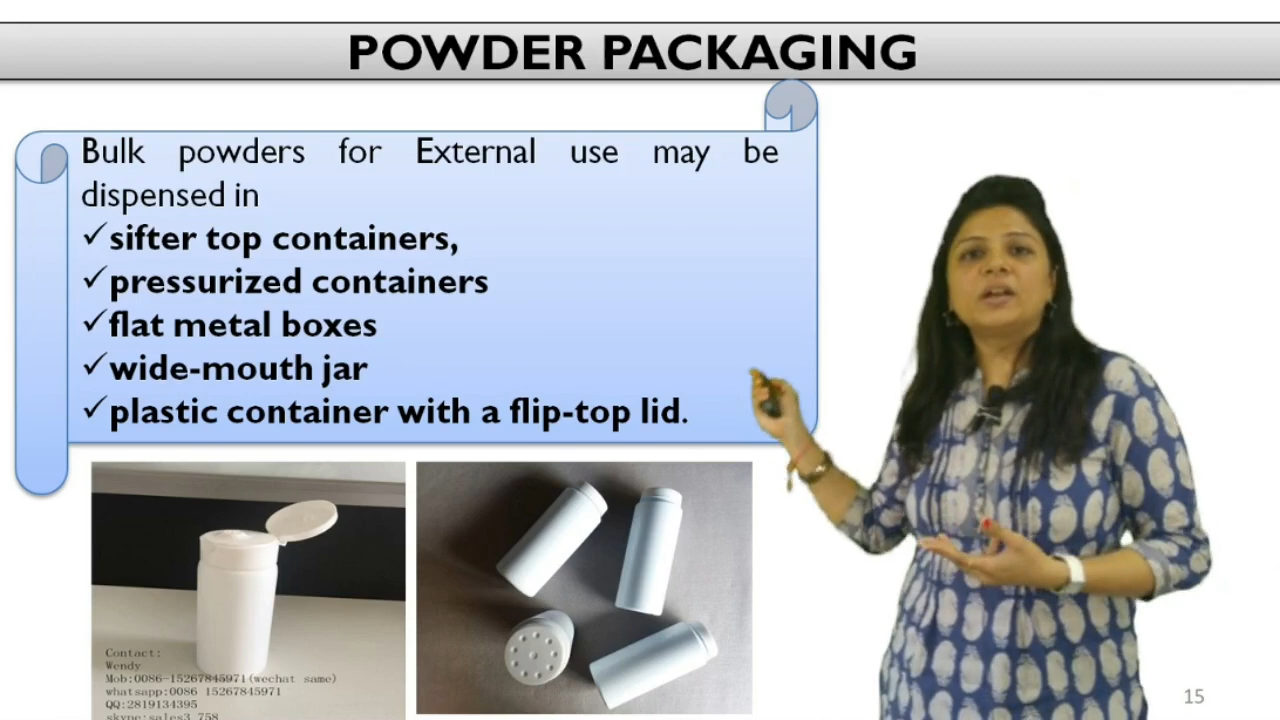 POWDER PACKAGING
Bulk powders for External use may be
dispensed in
✓sifter top containers,
✓pressurized containers
✓flat metal boxes
✓wide-mouth jar
✓plastic container with a flip-top lid.
Contact:
Wendy
Mob:0086-15267845971(wechat same)
whatsapp:0086 15267845971
QQ:2819134395
skype:sales3_758
15